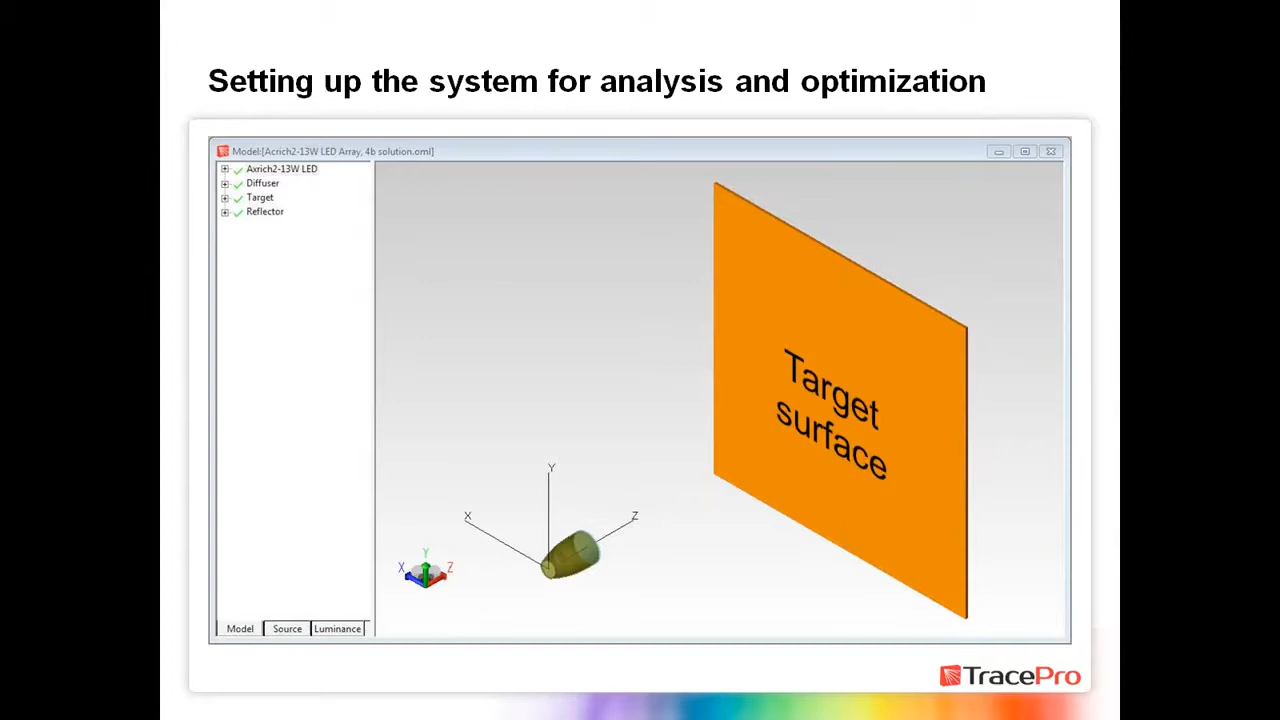 Setting up the system for analysis and optimization
Model:[Acrich2-13W LED Array, 4b solution.oml]
Axrich2-13W LED
Diffuser
Target
Reflector
Target
surface
Y
X
Z
Y
X
Z
Model
Source
Luminance
TracePro